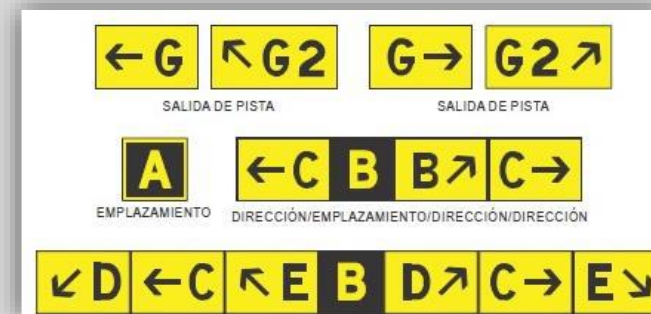 ←G ↖G2 G→ G2↗
SALIDA DE PISTA SALIDA DE PISTA
A ←C B B↗ C→
EMPLAZAMIENTO DIRECCIÓN/EMPLAZAMIENTO/DIRECCIÓN/DIRECCIÓN
↙D ←C ↖E B D↗ C→ E↘